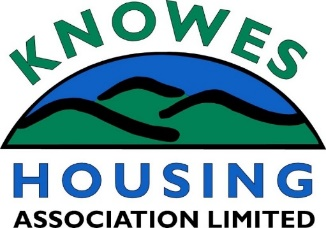 KNOWES
HOUSING
ASSOCIATION LIMITED